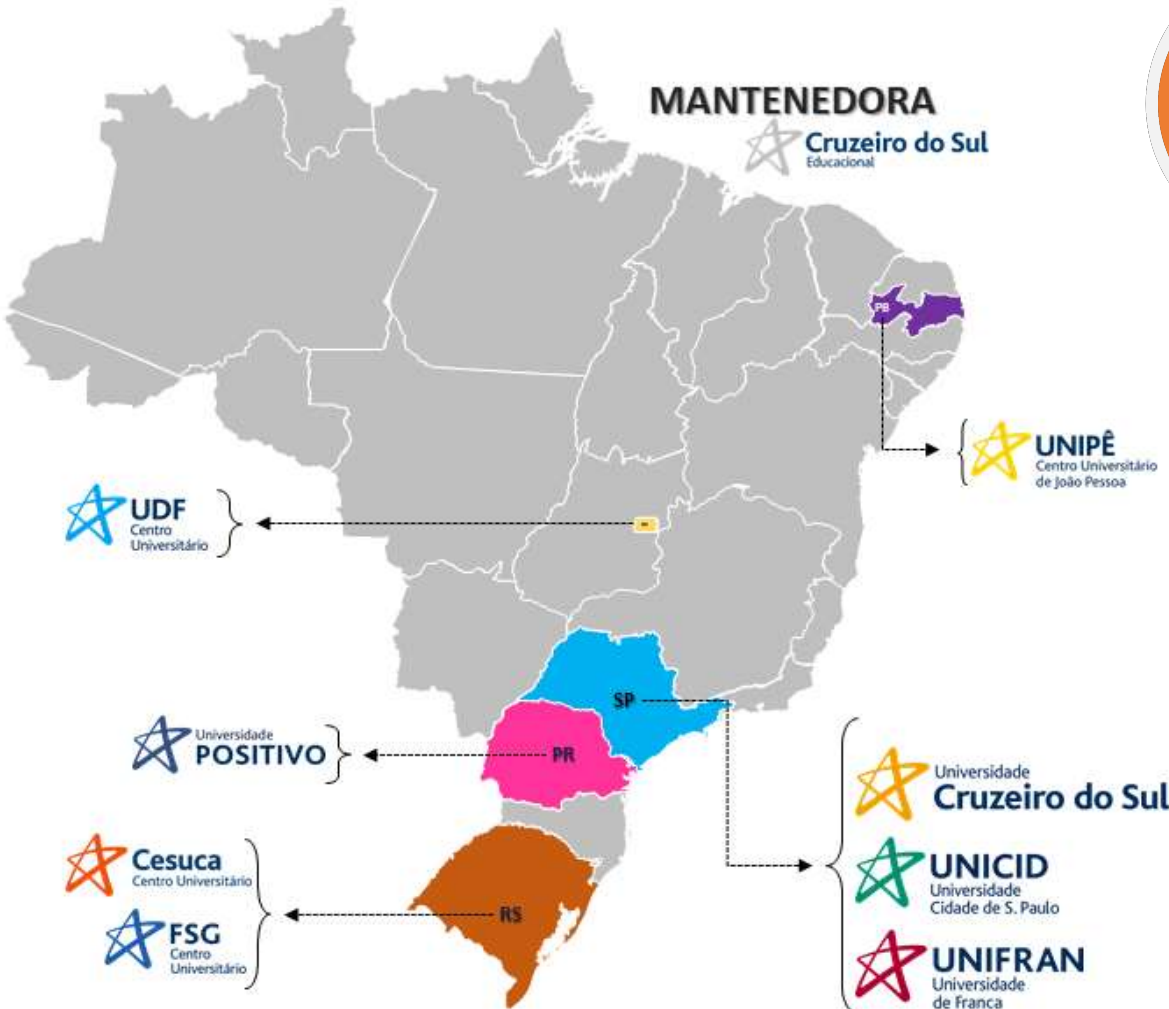 MANTENEDORA
Cruzeiro do Sul
Educacional
PB
UNIPÊ
Centro Universitário
de João Pessoa
UDF
Centro
Universitário
SP
Universidade
POSITIVO
PR
Universidade
Cruzeiro do Sul
Cesuca
Centro Universitário
UNICID
Universidade
Cidade de S. Paulo
RS
FSG
Centro
Universitário
UNIFRAN
Universidade
de Franca